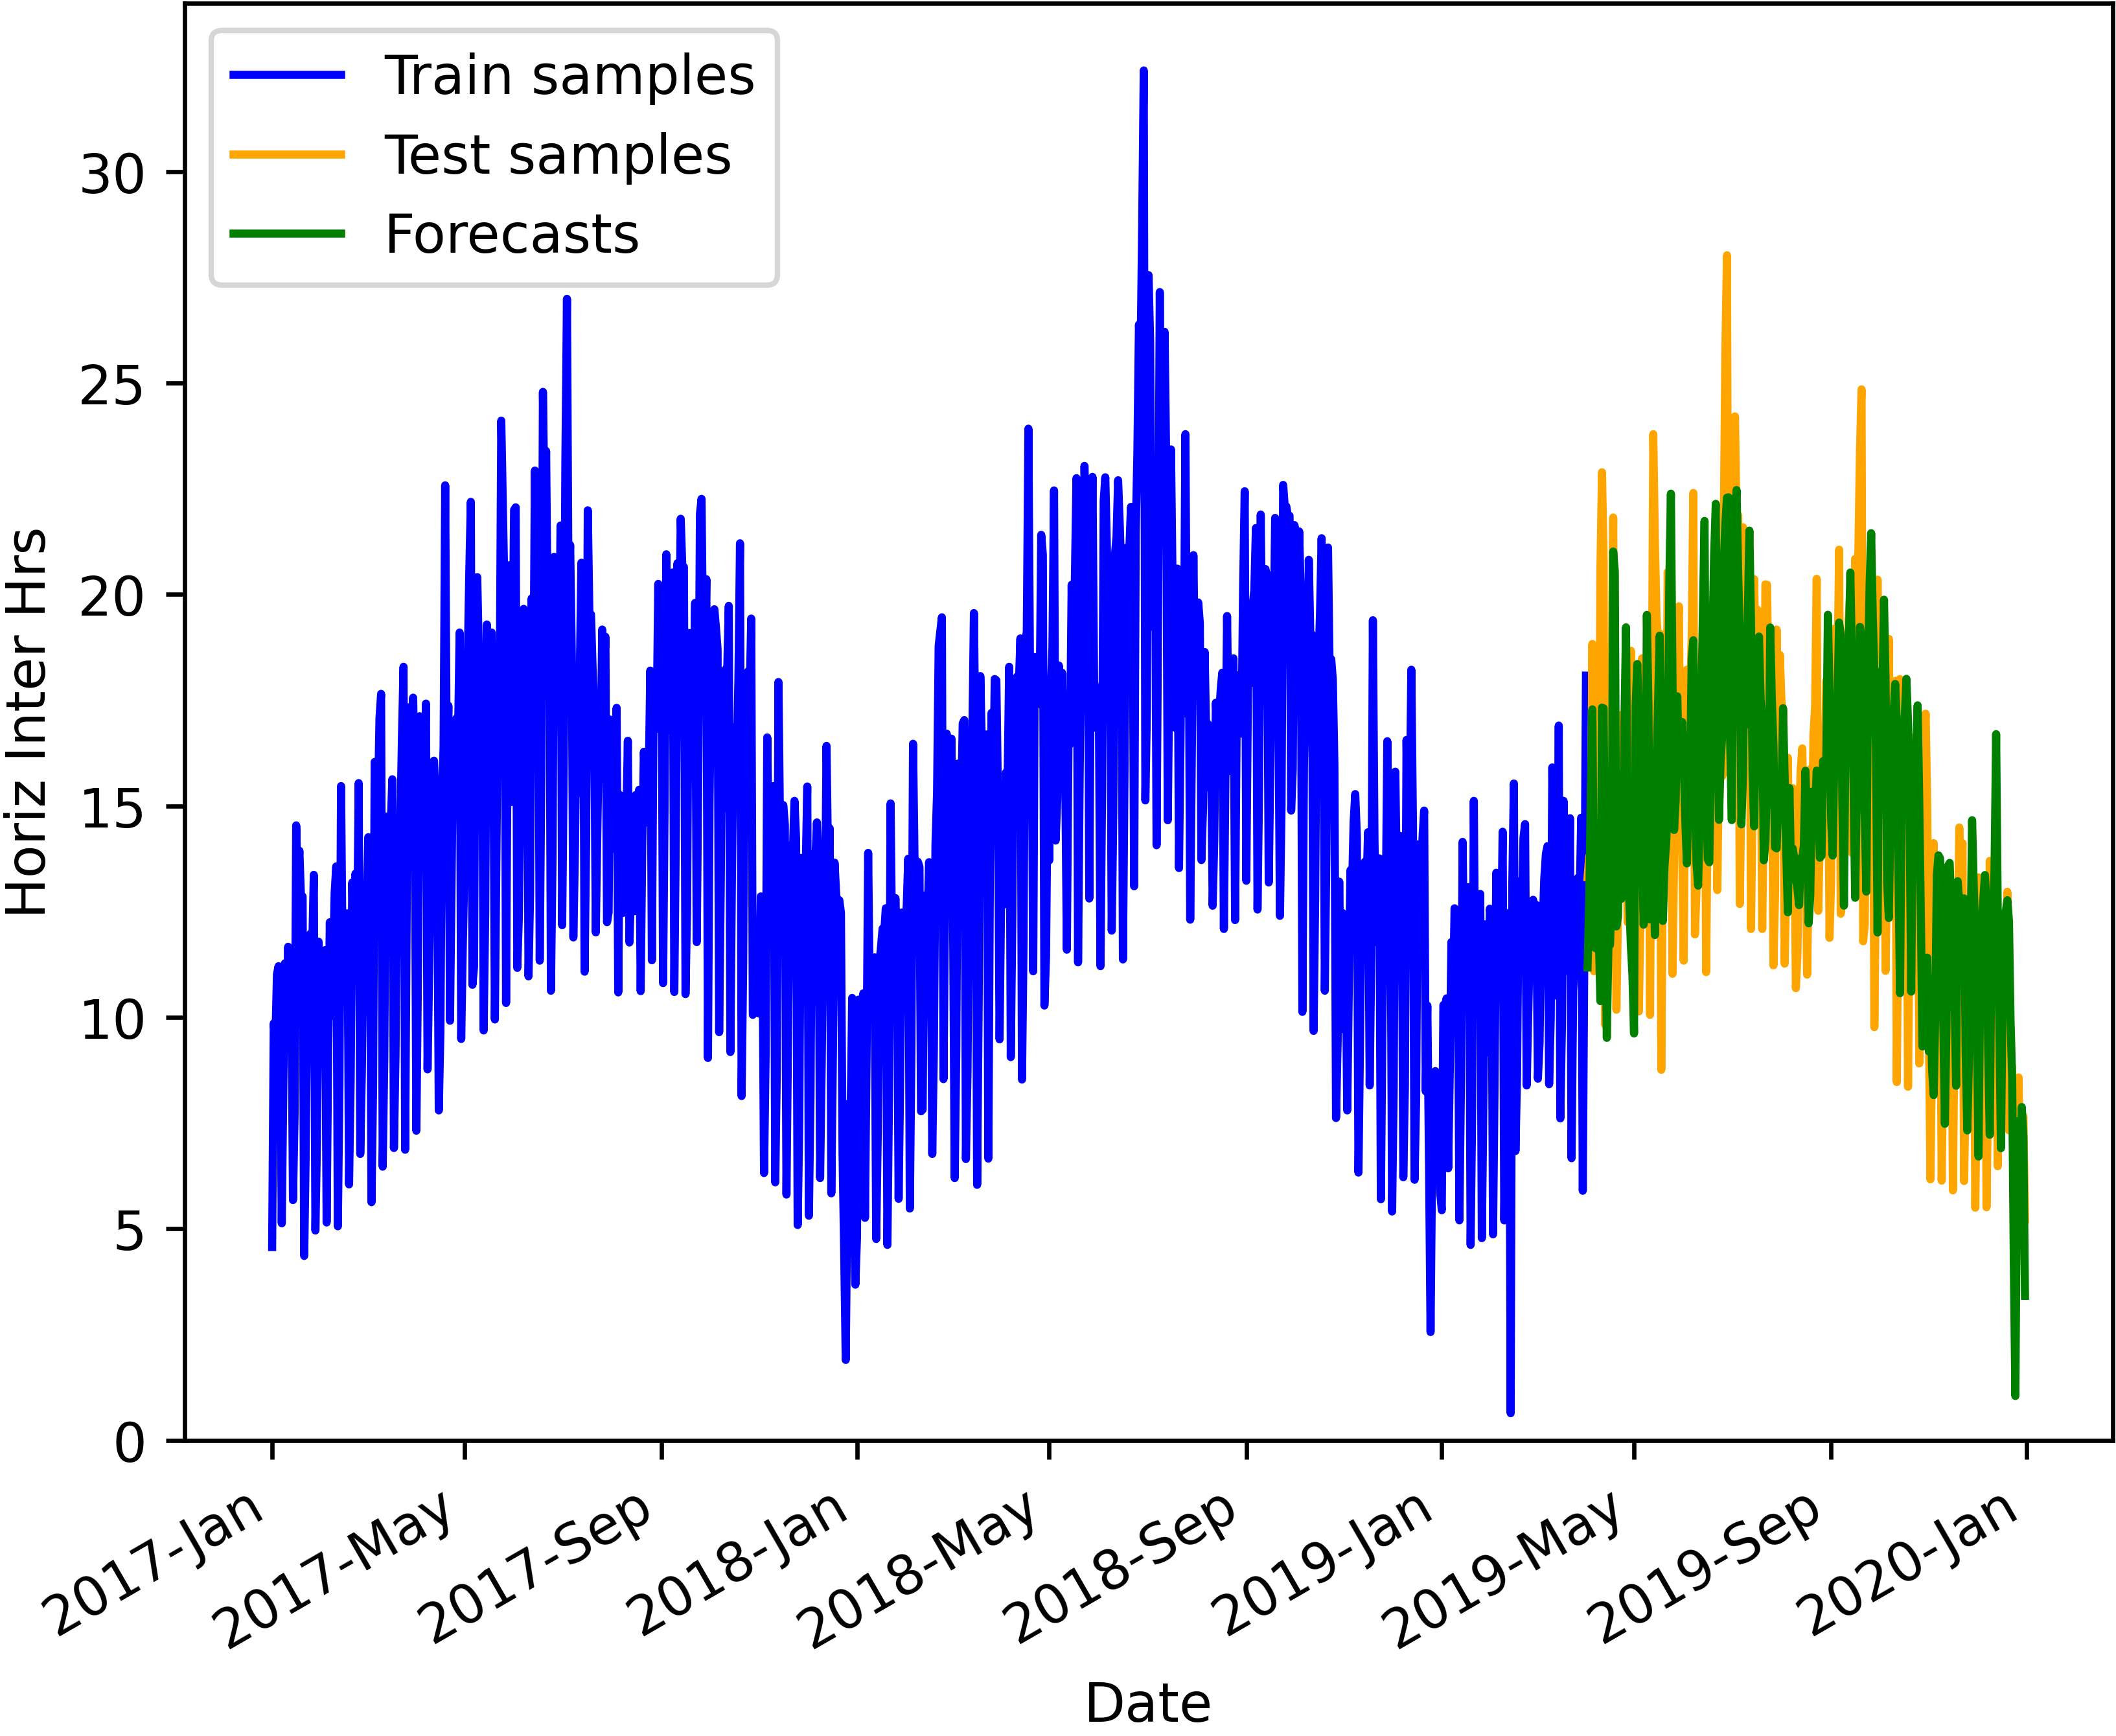 Train samples
Test samples
Forecasts
Horiz Inter Hrs
30
25
20
15
10
5
0
2017-Jan
2017-May
2017-Sep
2018-Jan
2018-May
2018-Sep
2019-Jan
2019-May
2019-Sep
2020-Jan
Date